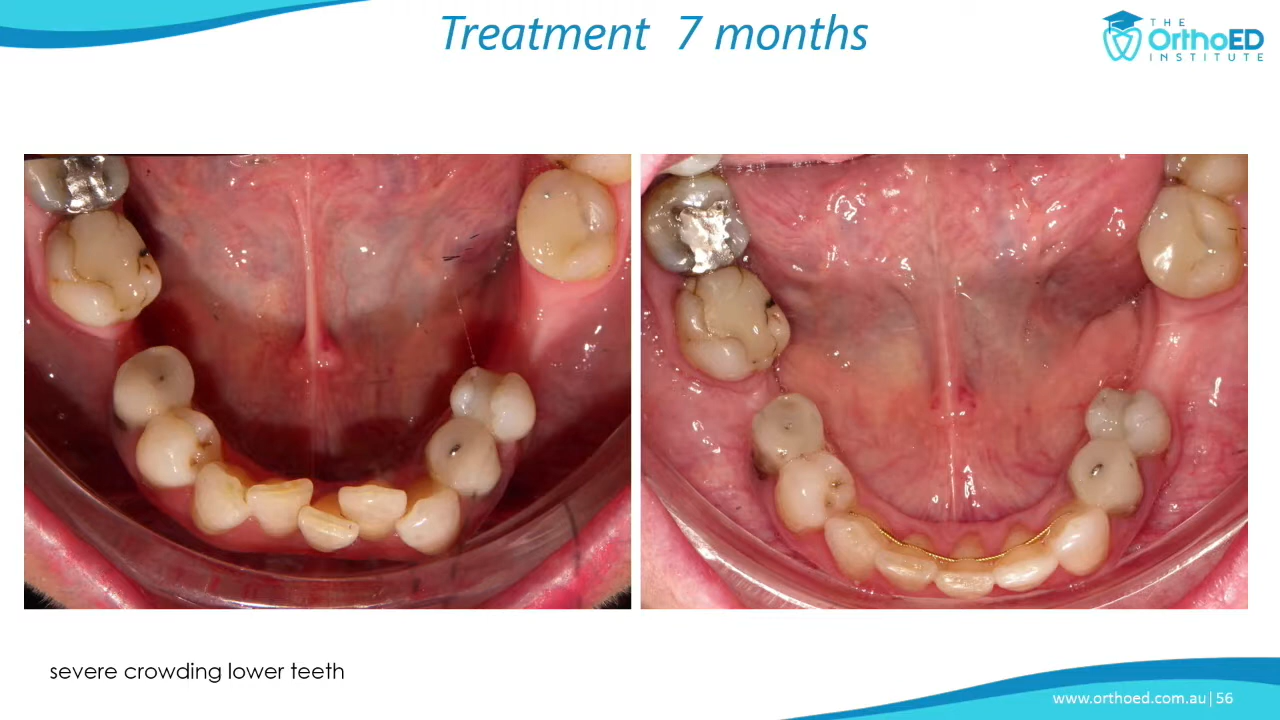 Treatment 7 months
THE
OrthoED
INSTITUTE
severe crowding lower teeth
www.orthoed.com.au| 56